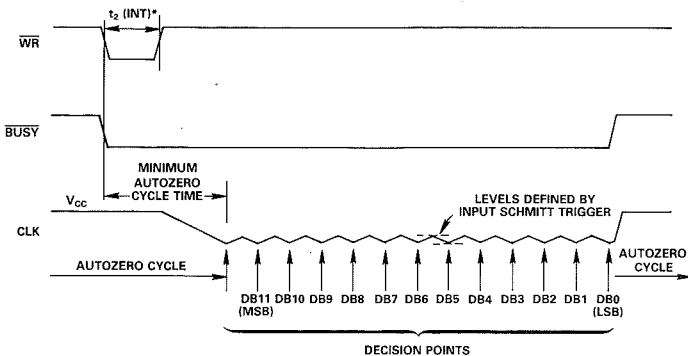 t2 (INT)*
WR
BUSY
MINIMUM
AUTOZERO
CYCLE TIME
VCC
LEVELS DEFINED BY
INPUT SCHMITT TRIGGER
CLK
AUTOZERO CYCLE
AUTOZERO
CYCLE
DB11 DB10 DB9 DB8 DB7 DB6 DB5 DB4 DB3 DB2 DB1 DB0
(MSB) (LSB)
DECISION POINTS